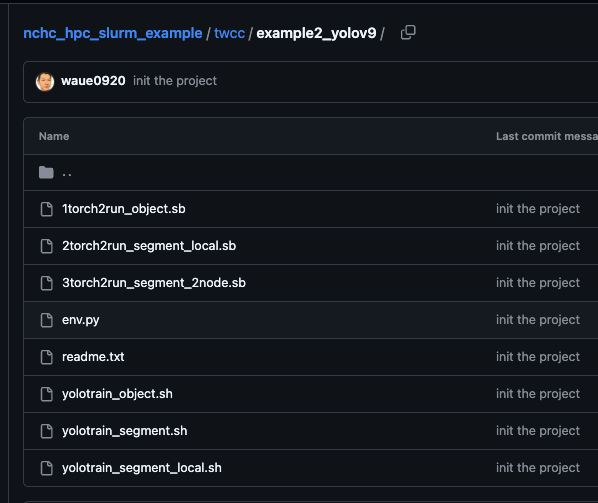 nchc_hpc_slurm_example / twcc / example2_yolov9 /
waue0920 init the project
Name Last commit messa
..
1torch2run_object.sb init the project
2torch2run_segment_local.sb init the project
3torch2run_segment_2node.sb init the project
env.py init the project
readme.txt init the project
yolotrain_object.sh init the project
yolotrain_segment.sh init the project
yolotrain_segment_local.sh init the project